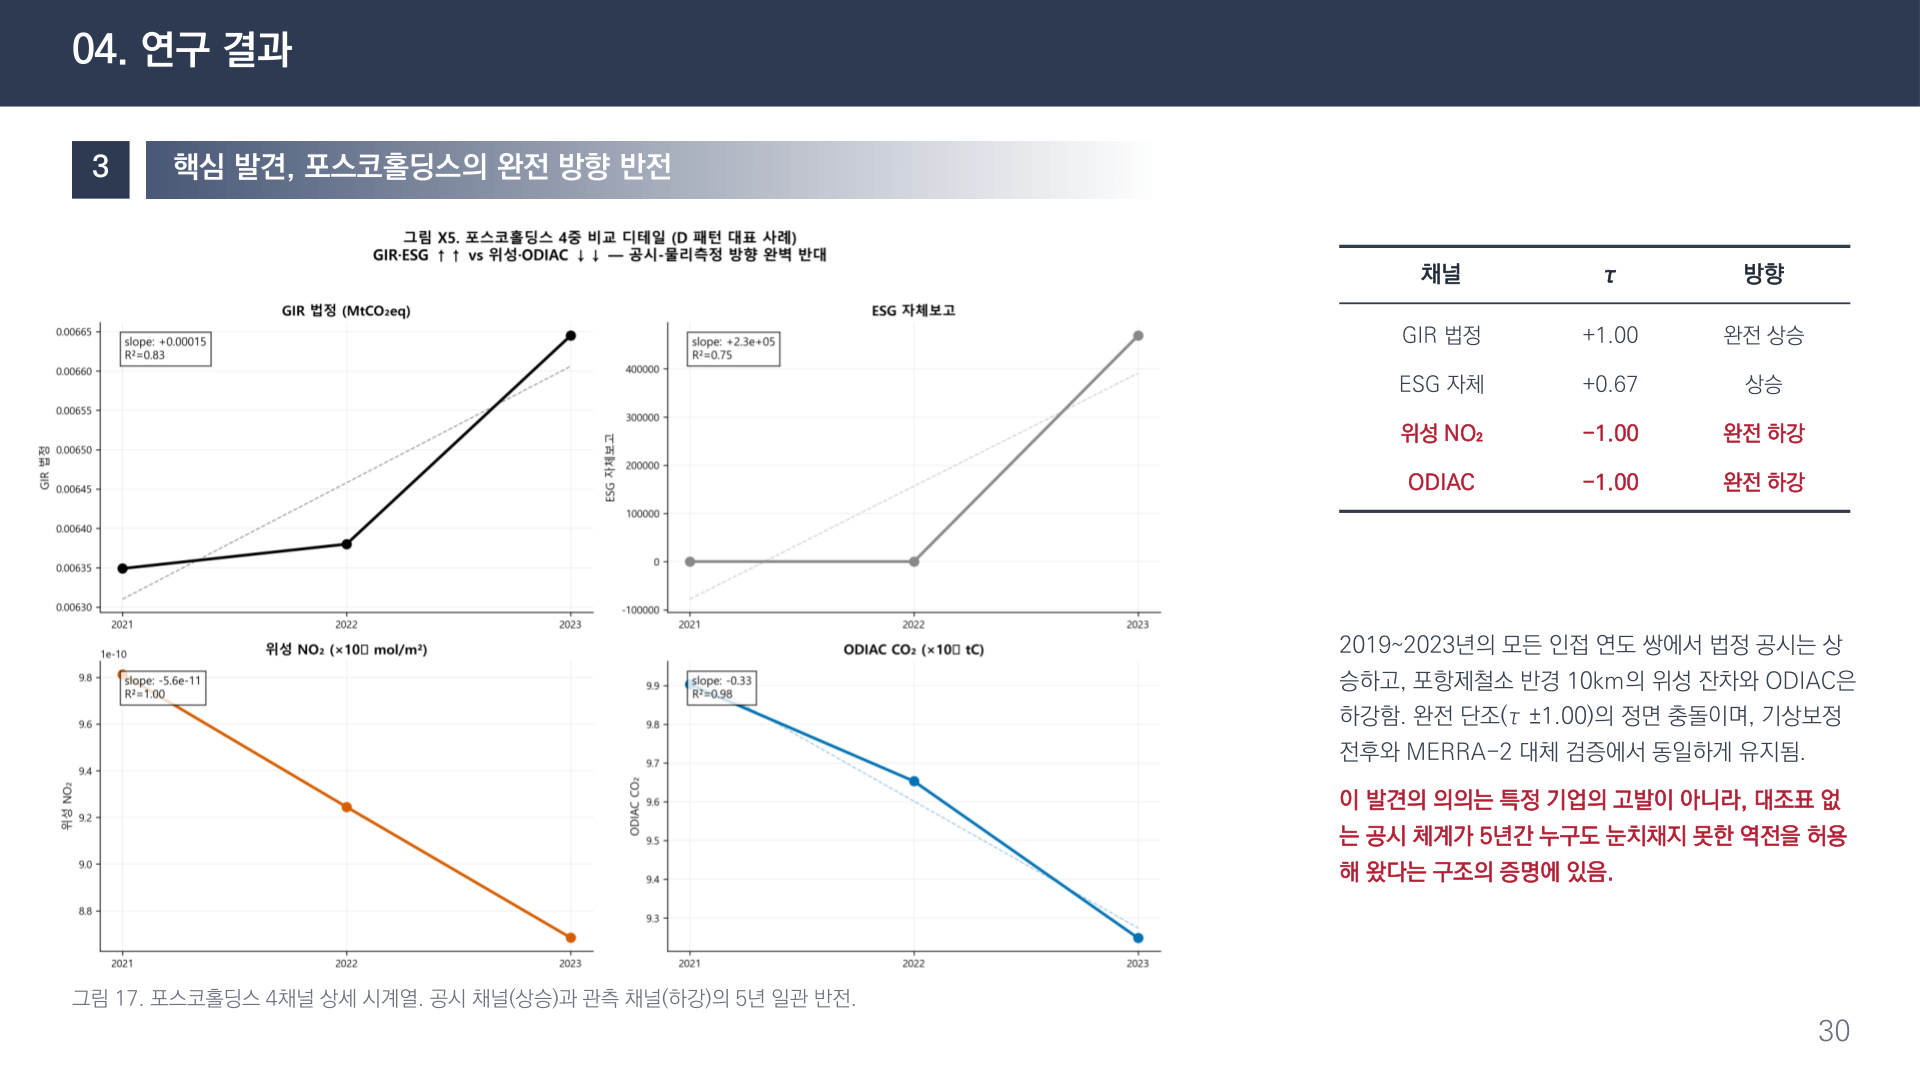 04. 연구 결과
3
핵심 발견, 포스코홀딩스의 완전 방향 반전
그림 X5. 포스코홀딩스 4중 비교 디테일 (D 패턴 대표 사례)
GIR·ESG ↑↑ vs 위성·ODIAC ↓↓ — 공시-물리측정 방향 완벽 반대
GIR 법정 (MtCO₂eq)
slope: +0.00015
R²=0.83
GIR 법정
0.00665
0.00660
0.00655
0.00650
0.00645
0.00640
0.00635
0.00630
2021
2022
2023
ESG 자체보고
slope: +2.3e+05
R²=0.75
ESG 자체보고
400000
300000
200000
100000
0
-100000
2021
2022
2023
위성 NO₂ (×10▯ mol/m²)
1e-10
slope: -5.6e-11
R²=1.00
위성 NO₂
9.8
9.6
9.4
9.2
9.0
8.8
2021
2022
2023
ODIAC CO₂ (×10▯ tC)
slope: -0.33
R²=0.98
ODIAC CO₂
9.9
9.8
9.7
9.6
9.5
9.4
9.3
2021
2022
2023
그림 17. 포스코홀딩스 4채널 상세 시계열. 공시 채널(상승)과 관측 채널(하강)의 5년 일관 반전.
채널 τ 방향
GIR 법정 +1.00 완전 상승
ESG 자체 +0.67 상승
위성 NO₂ −1.00 완전 하강
ODIAC −1.00 완전 하강
2019~2023년의 모든 인접 연도 쌍에서 법정 공시는 상
승하고, 포항제철소 반경 10km의 위성 잔차와 ODIAC은
하강함. 완전 단조(τ ±1.00)의 정면 충돌이며, 기상보정
전후와 MERRA-2 대체 검증에서 동일하게 유지됨.
이 발견의 의의는 특정 기업의 고발이 아니라, 대조표 없
는 공시 체계가 5년간 누구도 눈치채지 못한 역전을 허용
해 왔다는 구조의 증명에 있음.
30